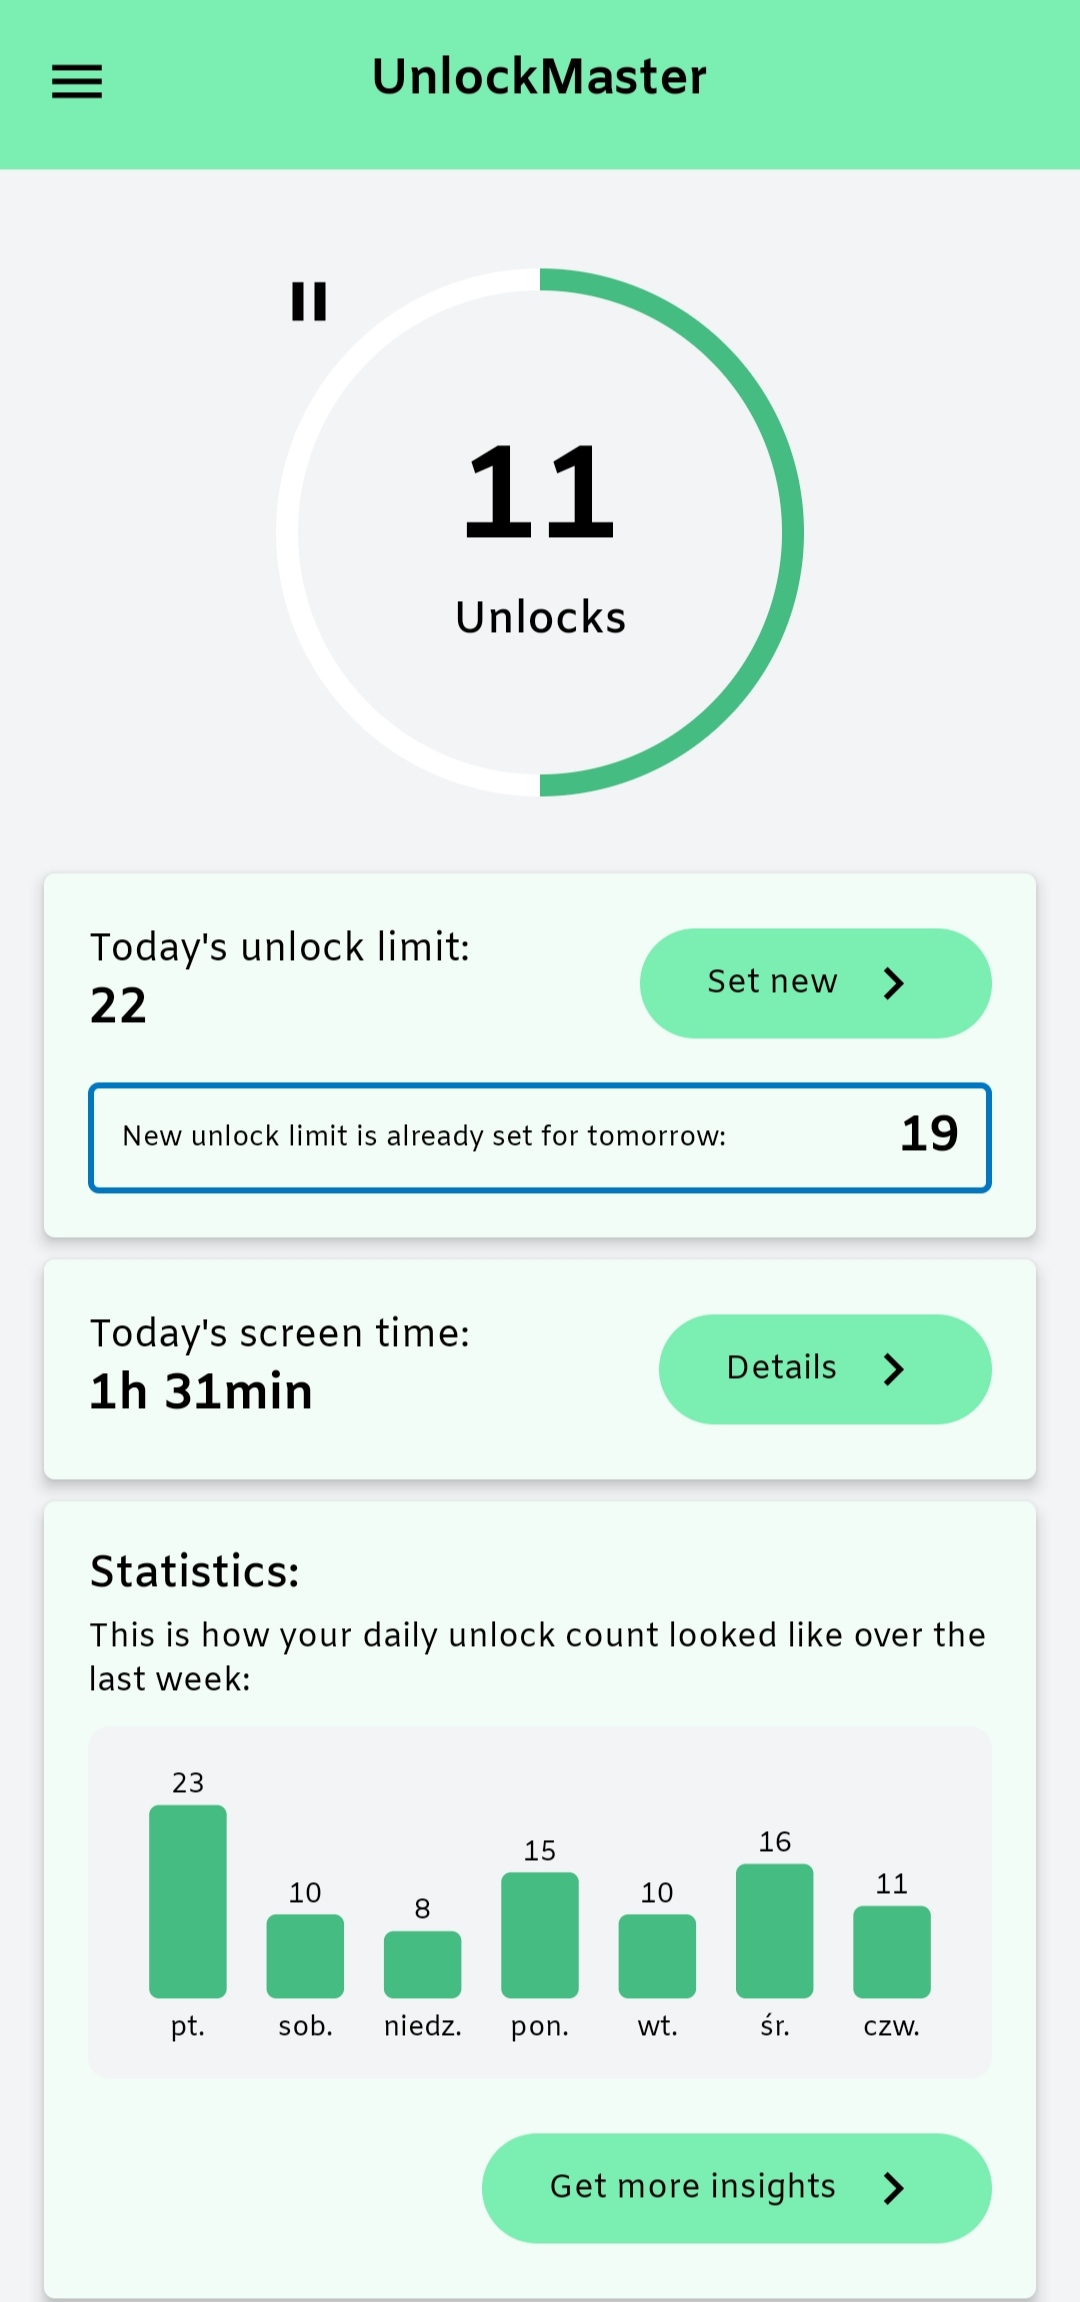 UnlockMaster
11
Unlocks
Today's unlock limit:
22
Set new
New unlock limit is already set for tomorrow:
19
Today's screen time:
1h 31min
Details
Statistics:
This is how your daily unlock count looked like over the
last week:
23
10
8
15
10
16
11
pt.
sob.
niedz.
pon.
wt.
śr.
czw.
Get more insights